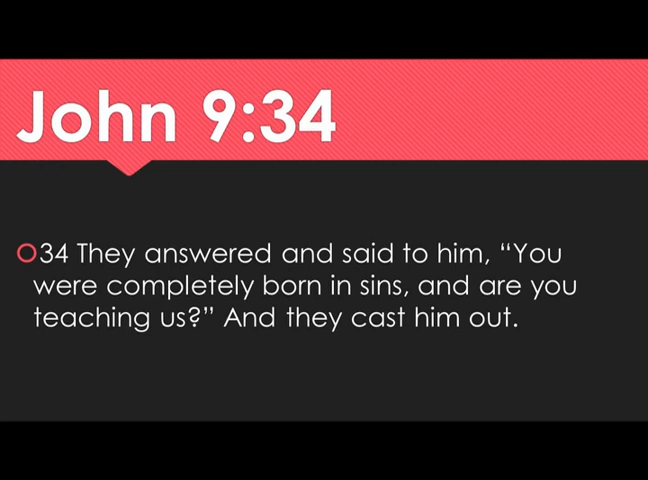 John 9:34
34 They answered and said to him, “You
were completely born in sins, and are you
teaching us?” And they cast him out.